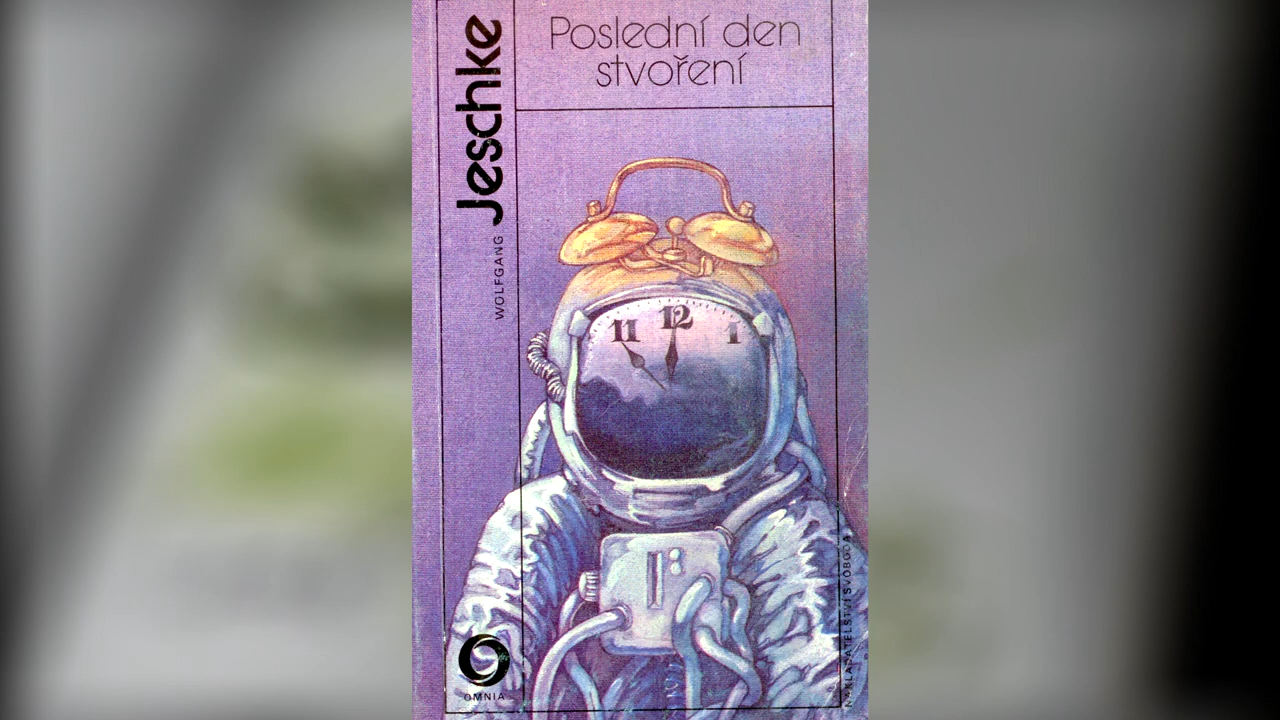 Poslední den
stvoření
WOLFGANG Jeschke
11 12 1
OMNIA
NAKLADATELSTVÍ SVOBODA